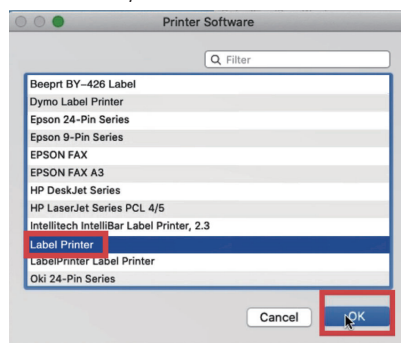 Printer Software
Filter
Beeprt BY-426 Label
Dymo Label Printer
Epson 24-Pin Series
Epson 9-Pin Series
EPSON FAX
EPSON FAX A3
HP DeskJet Series
HP LaserJet Series PCL 4/5
Intellitech IntelliBar Label Printer, 2.3
Label Printer
LabelPrinter Label Printer
Oki 24-Pin Series
Cancel
OK